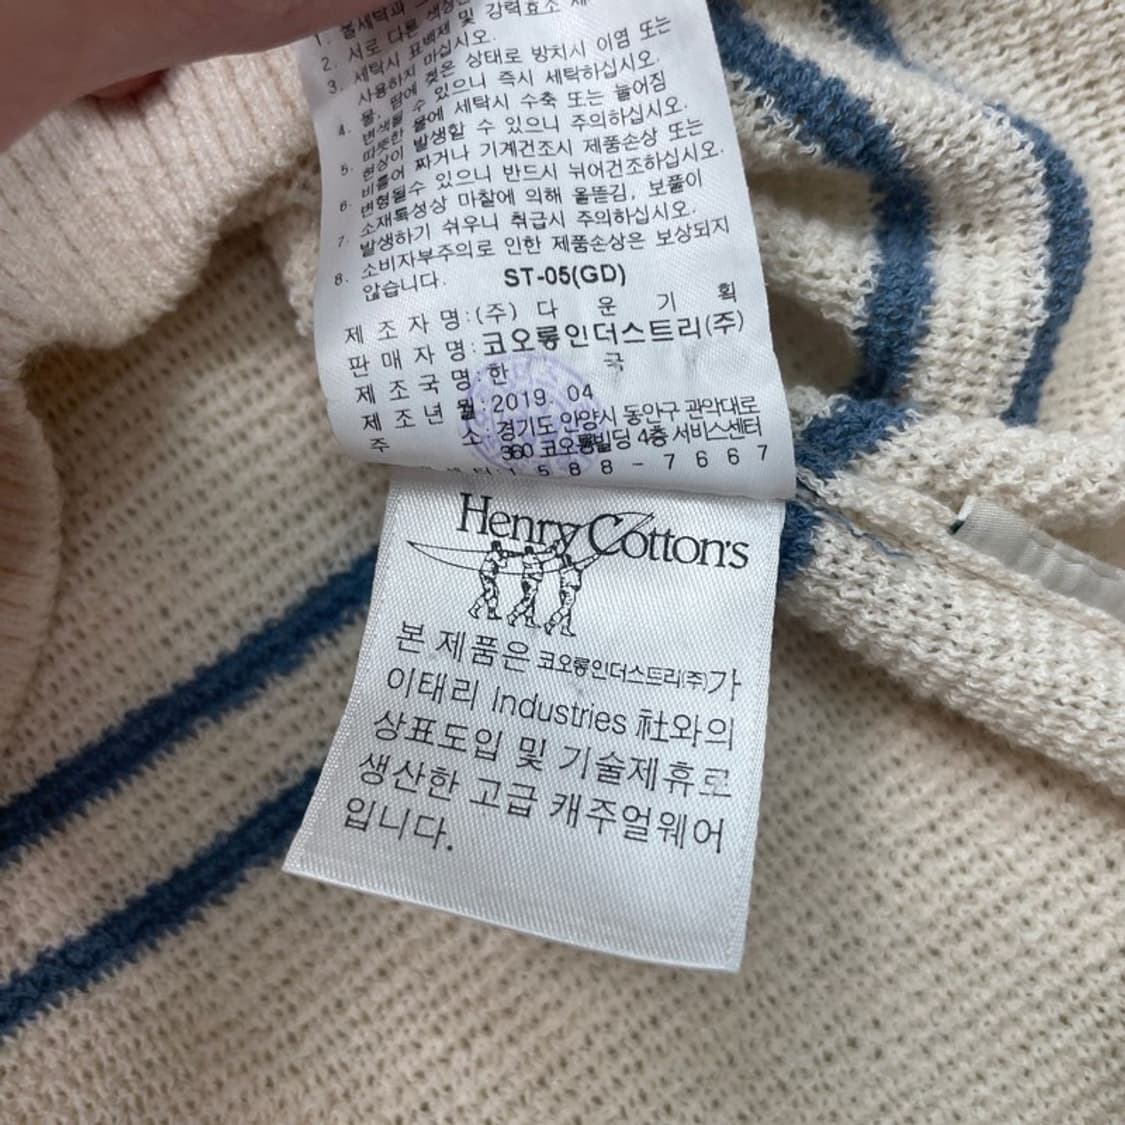 1. 물세탁과
서로 다른 색상
2. 세탁시 표백제 및 강력효소 세
사용하지 마십시오.
3. 물, 땀에 젖은 상태로 방치시 이염 또는
변색될 수 있으니 즉시 세탁하십시오.
4. 따뜻한 물에 세탁시 수축 또는 늘어짐
현상이 발생할 수 있으니 주의하십시오.
5. 비틀어 짜거나 기계건조시 제품손상 또는
변형될수 있으니 반드시 뉘어건조하십시오.
6. 소재특성상 마찰에 의해 올뜯김, 보풀이
발생하기 쉬우니 취급시 주의하십시오.
7. 소비자부주의로 인한 제품손상은 보상되지
8. 않습니다.
ST-05(GD)
제 조 자 명:(주) 다 운 기 획
판 매 자 명:코오롱인더스트리(주)
제 조 국 명:한 국
제 조 년 월:2019. 04
주 소:경기도 안양시 동안구 관악대로
360 코오롱빌딩 4층 서비스센터
1 5 8 8 - 7 6 6 7
Henry Cotton's
본 제품은 코오롱인더스트리(주)가
이태리 Industries 社와의
상표도입 및 기술제휴로
생산한 고급 캐주얼웨어
입니다.